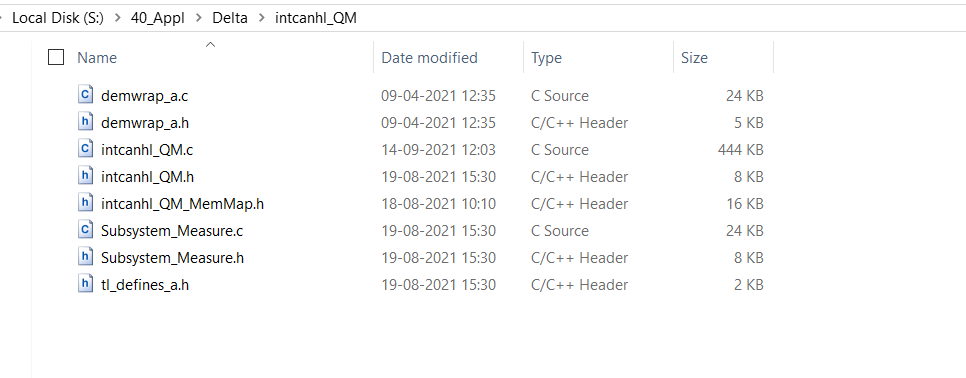 Local Disk (S:) > 40_Appl > Delta > intcanhl_QM
Name Date modified Type Size
demwrap_a.c 09-04-2021 12:35 C Source 24 KB
demwrap_a.h 09-04-2021 12:35 C/C++ Header 5 KB
intcanhl_QM.c 14-09-2021 12:03 C Source 444 KB
intcanhl_QM.h 19-08-2021 15:30 C/C++ Header 8 KB
intcanhl_QM_MemMap.h 18-08-2021 10:10 C/C++ Header 16 KB
Subsystem_Measure.c 19-08-2021 15:30 C Source 24 KB
Subsystem_Measure.h 19-08-2021 15:30 C/C++ Header 8 KB
tl_defines_a.h 19-08-2021 15:30 C/C++ Header 2 KB